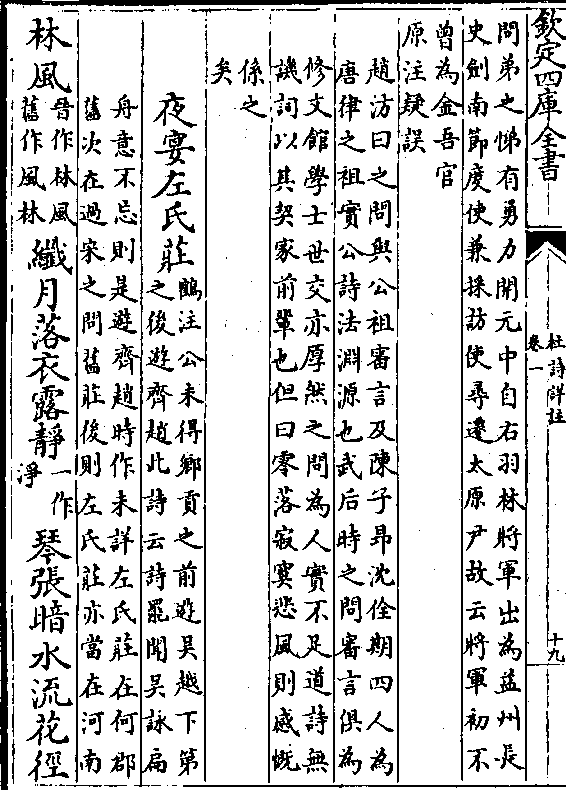 欽定四庫全書
杜詩詳註
卷一
十九
問弟之悌有勇力開元中自右羽林將軍出為益州長
史劍南節度使兼採訪使尋遷太原尹故云將軍初不
曾為金吾官
原注疑誤
趙汸曰之問與公祖審言及陳子昂沈佺期四人為
唐律之祖實公詩法淵源也武后時之問審言俱為
修文館學士世交亦厚然之問為人實不足道詩無
譏詞以其契家前輩也但曰零落寂寞悲風則感慨
係之
矣
夜宴左氏莊鶴注公未得鄉貢之前遊吳越下第
之後遊齊趙此詩云詩罷聞吳詠扁
舟意不忘則是遊齊趙時作未詳左氏莊在何郡
舊次在過宋之問舊莊後則左氏莊亦當在河南
林風晉作林風舊作風林纖月落衣露靜一作淨琴張暗水流花徑